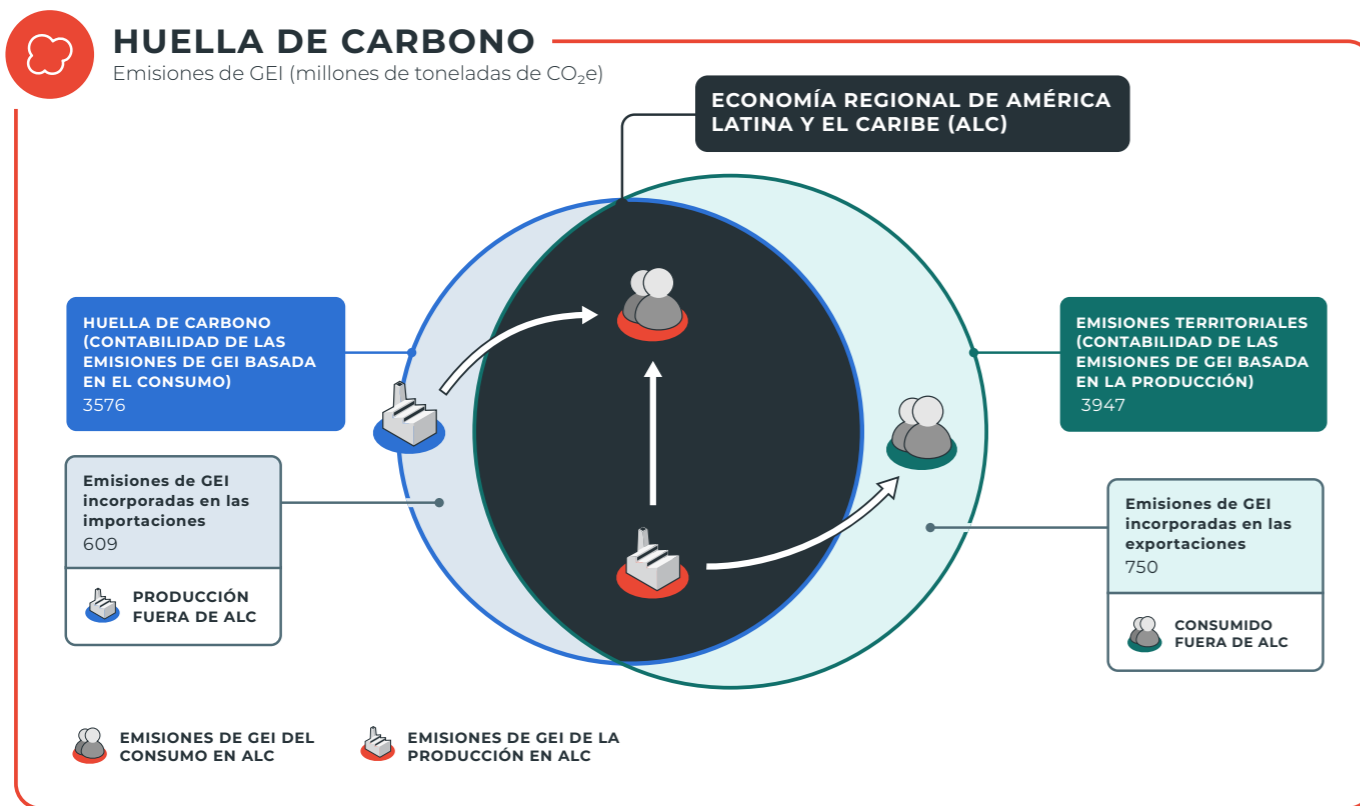 HUELLA DE CARBONO
Emisiones de GEI (millones de toneladas de CO₂e)
ECONOMÍA REGIONAL DE AMÉRICA
LATINA Y EL CARIBE (ALC)
HUELLA DE CARBONO
(CONTABILIDAD DE LAS
EMISIONES DE GEI BASADA
EN EL CONSUMO)
3576
Emisiones de GEI
incorporadas en las
importaciones
609
PRODUCCIÓN
FUERA DE ALC
EMISIONES TERRITORIALES
(CONTABILIDAD DE LAS
EMISIONES DE GEI BASADA
EN LA PRODUCCIÓN)
3947
Emisiones de GEI
incorporadas en las
exportaciones
750
CONSUMIDO
FUERA DE ALC
EMISIONES DE GEI DEL
CONSUMO EN ALC
EMISIONES DE GEI DE LA
PRODUCCIÓN EN ALC